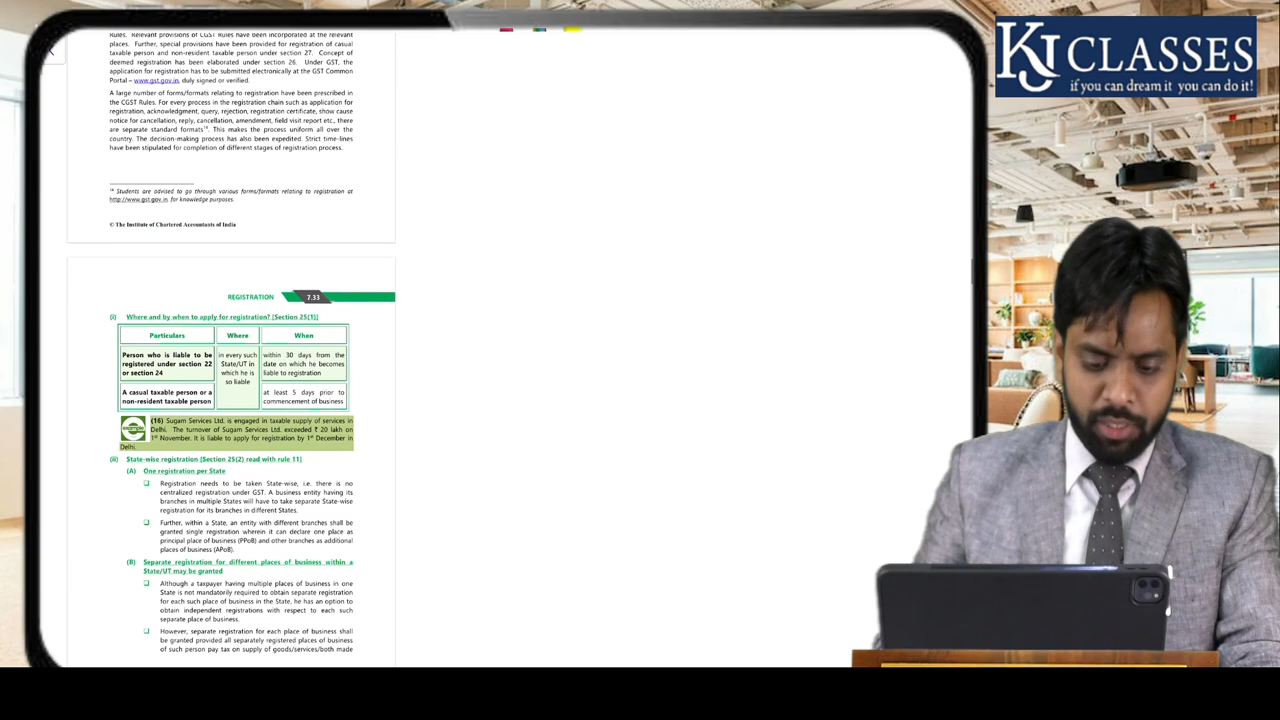 KJ CLASSES
if you can dream it you can do it!
Rules. Relevant provisions of CGST Rules have been incorporated at the relevant
places. Further, special provisions have been provided for registration of casual
taxable person and non-resident taxable person under section 27. Concept of
deemed registration has been elaborated under section 26. Under GST, the
application for registration has to be submitted electronically at the GST Common
Portal – www.gst.gov.in, duly signed or verified.
A large number of forms/formats relating to registration have been prescribed in
the CGST Rules. For every process in the registration chain such as application for
registration, acknowledgment, query, rejection, registration certificate, show cause
notice for cancellation, reply, cancellation, amendment, field visit report etc., there
are separate standard formats¹⁴. This makes the process uniform all over the
country. The decision-making process has also been expedited. Strict time-lines
have been stipulated for completion of different stages of registration process.
¹⁴ Students are advised to go through various forms/formats relating to registration at
http://www.gst.gov.in for knowledge purposes.
© The Institute of Chartered Accountants of India
REGISTRATION 7.33
(i) Where and by when to apply for registration? [Section 25(1)]
Particulars Where When
Person who is liable to be in every such within 30 days from the
registered under section 22 State/UT in date on which he becomes
or section 24 which he is liable to registration
so liable
A casual taxable person or a at least 5 days prior to
non-resident taxable person commencement of business
example
(16) Sugam Services Ltd. is engaged in taxable supply of services in
Delhi. The turnover of Sugam Services Ltd. exceeded ₹ 20 lakh on
1st November. It is liable to apply for registration by 1st December in
Delhi.
(ii) State-wise registration [Section 25(2) read with rule 11]
(A) One registration per State
❑ Registration needs to be taken State-wise, i.e. there is no
centralized registration under GST. A business entity having its
branches in multiple States will have to take separate State-wise
registration for its branches in different States.
❑ Further, within a State, an entity with different branches shall be
granted single registration wherein it can declare one place as
principal place of business (PPoB) and other branches as additional
places of business (APoB).
(B) Separate registration for different places of business within a
State/UT may be granted
❑ Although a taxpayer having multiple places of business in one
State is not mandatorily required to obtain separate registration
for each such place of business in the State, he has an option to
obtain independent registrations with respect to each such
separate place of business.
❑ However, separate registration for each place of business shall
be granted provided all separately registered places of business
of such person pay tax on supply of goods/services/both made